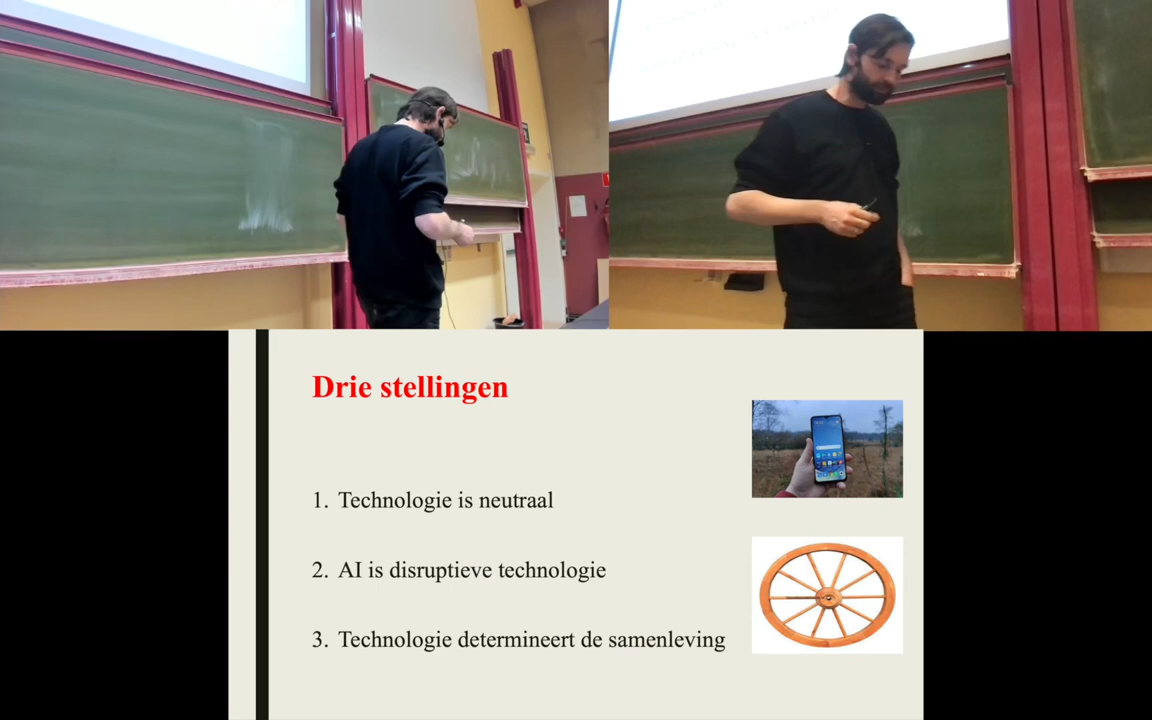 Drie stellingen
1. Technologie is neutraal
2. AI is disruptieve technologie
3. Technologie determineert de samenleving